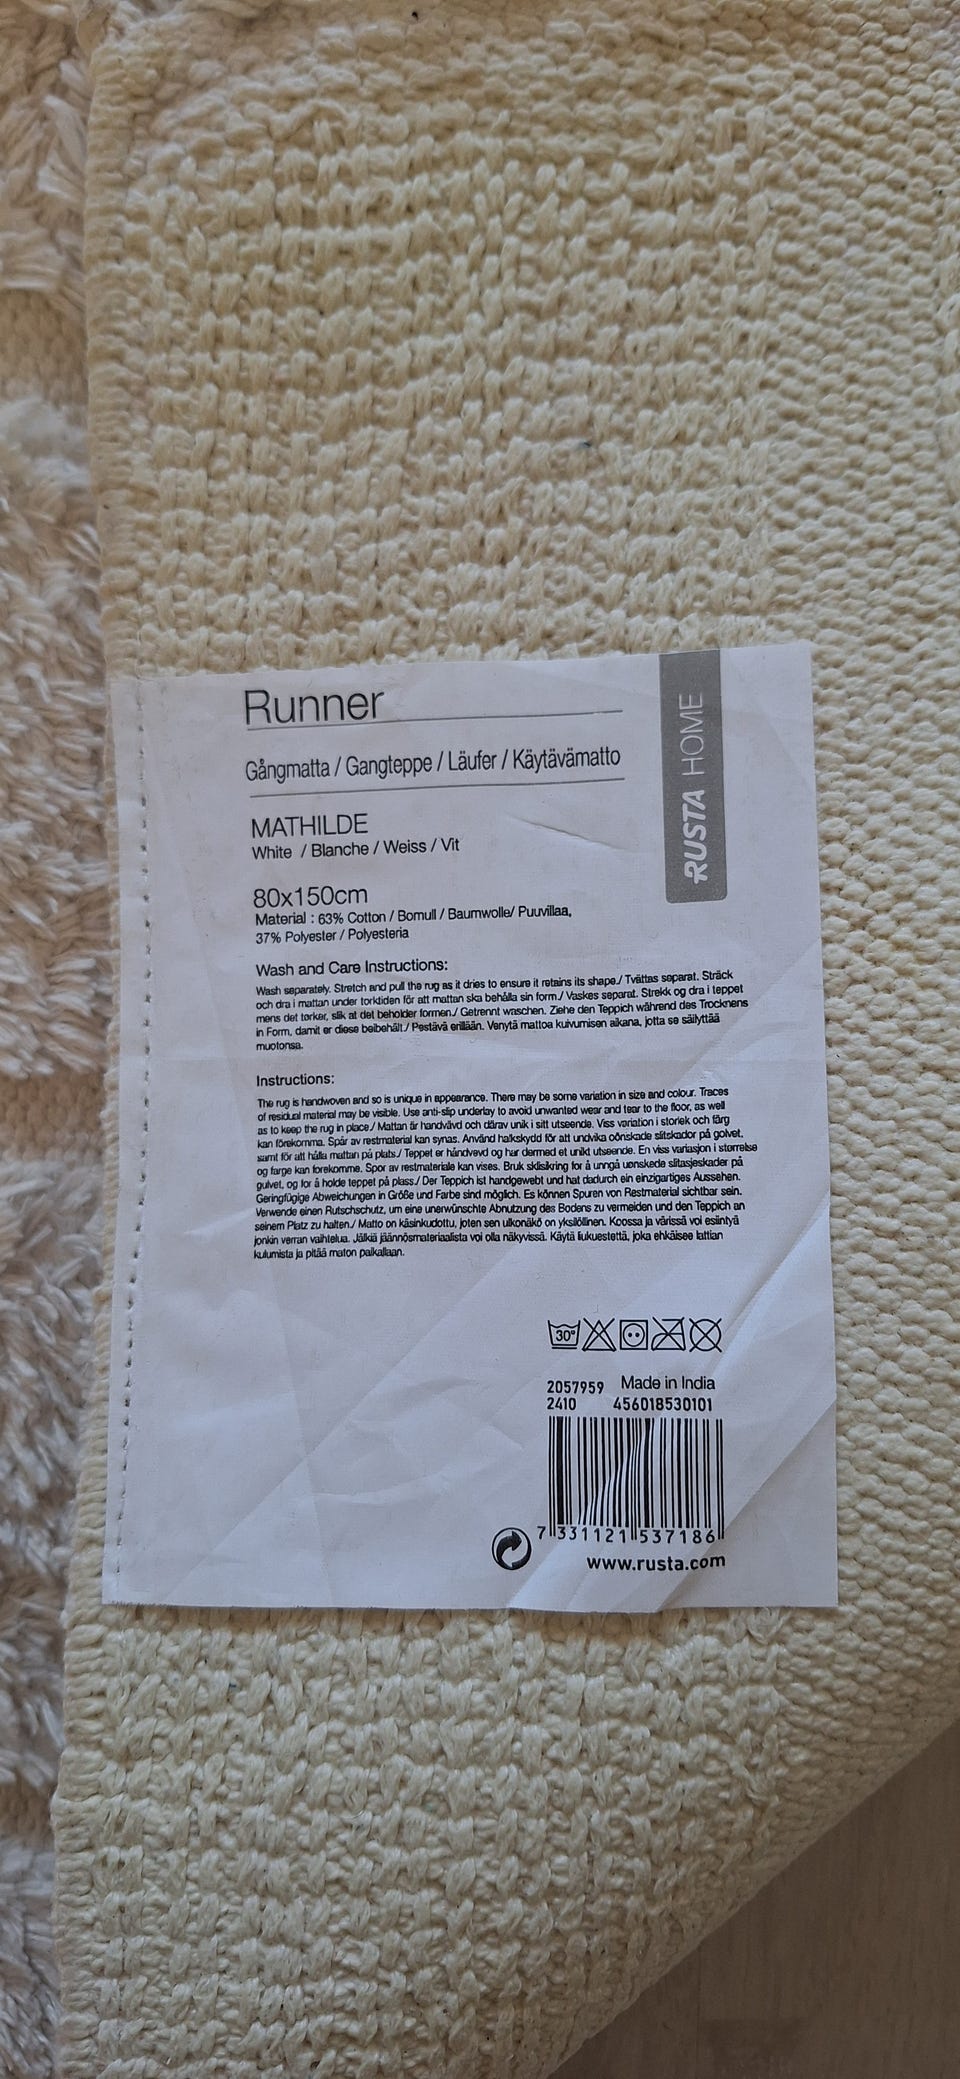 Runner
RUSTA HOME
Gångmatta / Gangteppe / Läufer / Käytävämatto
MATHILDE
White / Blanche / Weiss / Vit
80x150cm
Material : 63% Cotton / Bomull / Baumwolle/ Puuvillaa,
37% Polyester / Polyesteria
Wash and Care Instructions:
Wash separately. Stretch and pull the rug as it dries to ensure it retains its shape./ Tvättas separat. Sträck
och dra i mattan under torktiden för att mattan ska behålla sin form./ Vaskes separat. Strekk og dra i teppet
mens det tørker, slik at det beholder formen./ Getrennt waschen. Ziehe den Teppich während des Trocknens
in Form, damit er diese beibehält./ Pestävä erillään. Venytä mattoa kuivumisen aikana, jotta se säilyttää
muotonsa.
Instructions:
The rug is handwoven and so is unique in appearance. There may be some variation in size and colour. Traces
of residual material may be visible. Use anti-slip underlay to avoid unwanted wear and tear to the floor, as well
as to keep the rug in place./ Mattan är handvävd och därav unik i sitt utseende. Viss variation i storlek och färg
kan förekomma. Spår av restmaterial kan synas. Använd halkskydd för att undvika oönskade slitskador på golvet,
samt för att hålla mattan på plats./ Teppet er håndvevd og har dermed et unikt utseende. En viss variasjon i størrelse
og farge kan forekomme. Spor av restmateriale kan vises. Bruk sklisikring for å unngå uønskede slitasjeskader på
gulvet, og for å holde teppet på plass./ Der Teppich ist handgewebt und hat dadurch ein einzigartiges Aussehen.
Geringfügige Abweichungen in Größe und Farbe sind möglich. Es können Spuren von Restmaterial sichtbar sein.
Verwende einen Rutschschutz, um eine unerwünschte Abnutzung des Bodens zu vermeiden und den Teppich an
seinem Platz zu halten./ Matto on käsinkudottu, joten sen ulkonäkö on yksilöllinen. Koossa ja värissä voi esiintyä
jonkin verran vaihtelua. Jälkiä jäännösmateriaalista voi olla näkyvissä. Käytä liukuestettä, joka ehkäisee lattian
kulumista ja pitää maton paikallaan.
30°
2057959 Made in India
2410 456018530101
7 331121 537186
www.rusta.com